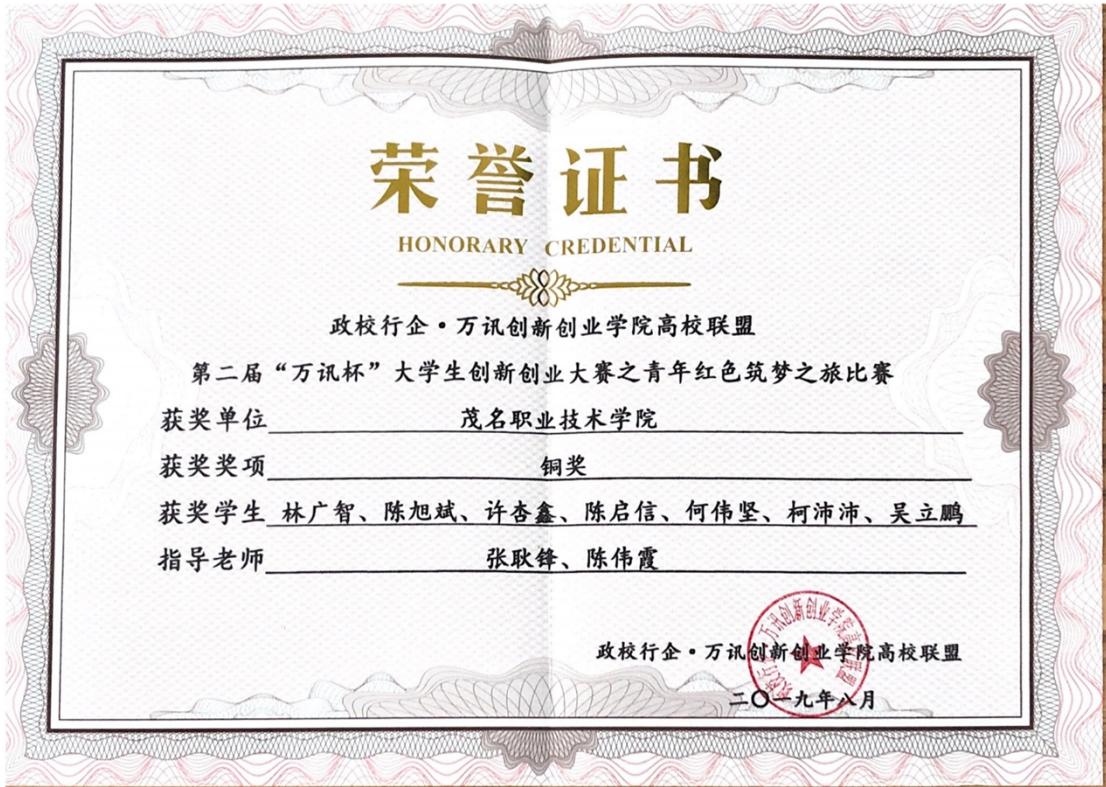 荣誉证书
HONORARY CREDENTIAL
政校行企·万讯创新创业学院高校联盟
第二届“万讯杯”大学生创新创业大赛之青年红色筑梦之旅比赛
获奖单位 茂名职业技术学院
获奖奖项 铜奖
获奖学生 林广智、陈旭斌、许杏鑫、陈启信、何伟坚、柯沛沛、吴立鹏
指导老师 张耿锋、陈伟霞
政校行企·万讯创新创业学院高校联盟
二〇一九年八月